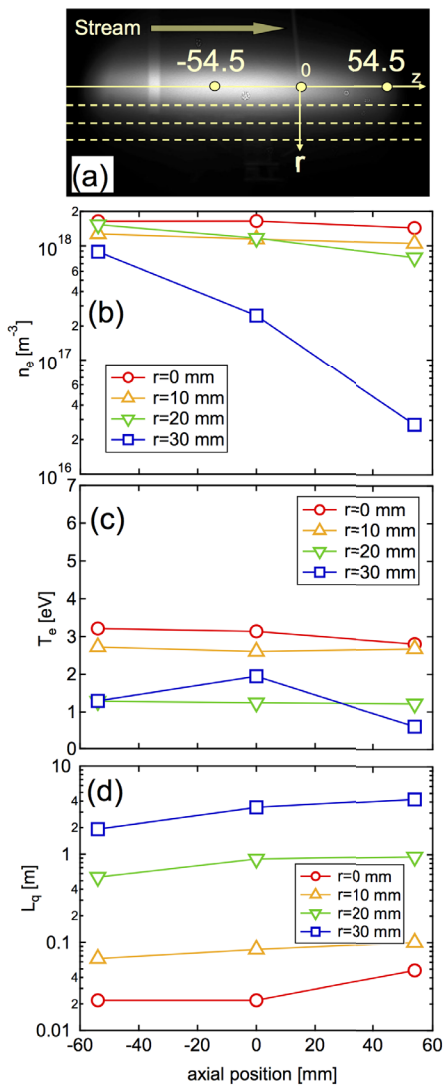 Stream
-54.5
0
54.5
z
r
(a)
2
10^18
8
6
4
2
10^17
8
6
4
2
10^16
n_e [m^-3]
(b)
r=0 mm
r=10 mm
r=20 mm
r=30 mm
7
6
5
4
3
2
1
0
T_e [eV]
(c)
r=0 mm
r=10 mm
r=20 mm
r=30 mm
10
6
4
2
1
6
4
2
0.1
6
4
2
0.01
L_q [m]
(d)
r=0 mm
r=10 mm
r=20 mm
r=30 mm
-60
-40
-20
0
20
40
60
axial position [mm]